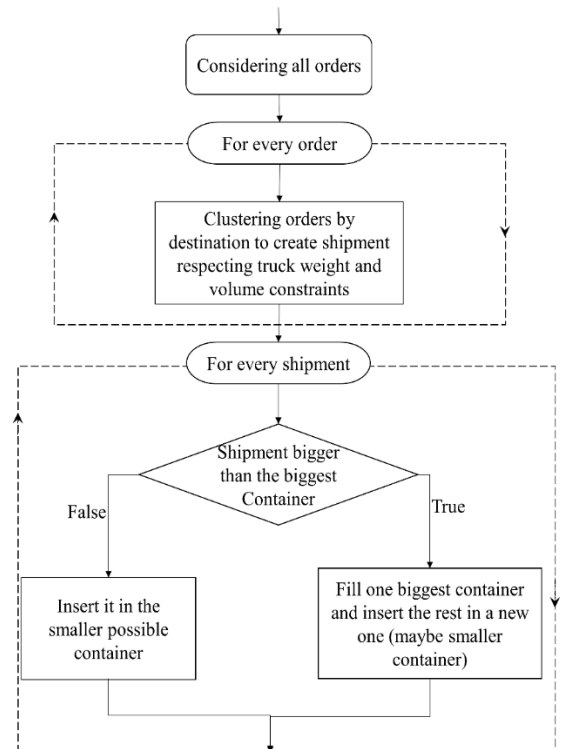 Considering all orders
For every order
Clustering orders by
destination to create shipment
respecting truck weight and
volume constraints
For every shipment
Shipment bigger
than the biggest
Container
False
True
Insert it in the
smaller possible
container
Fill one biggest container
and insert the rest in a new
one (maybe smaller
container)